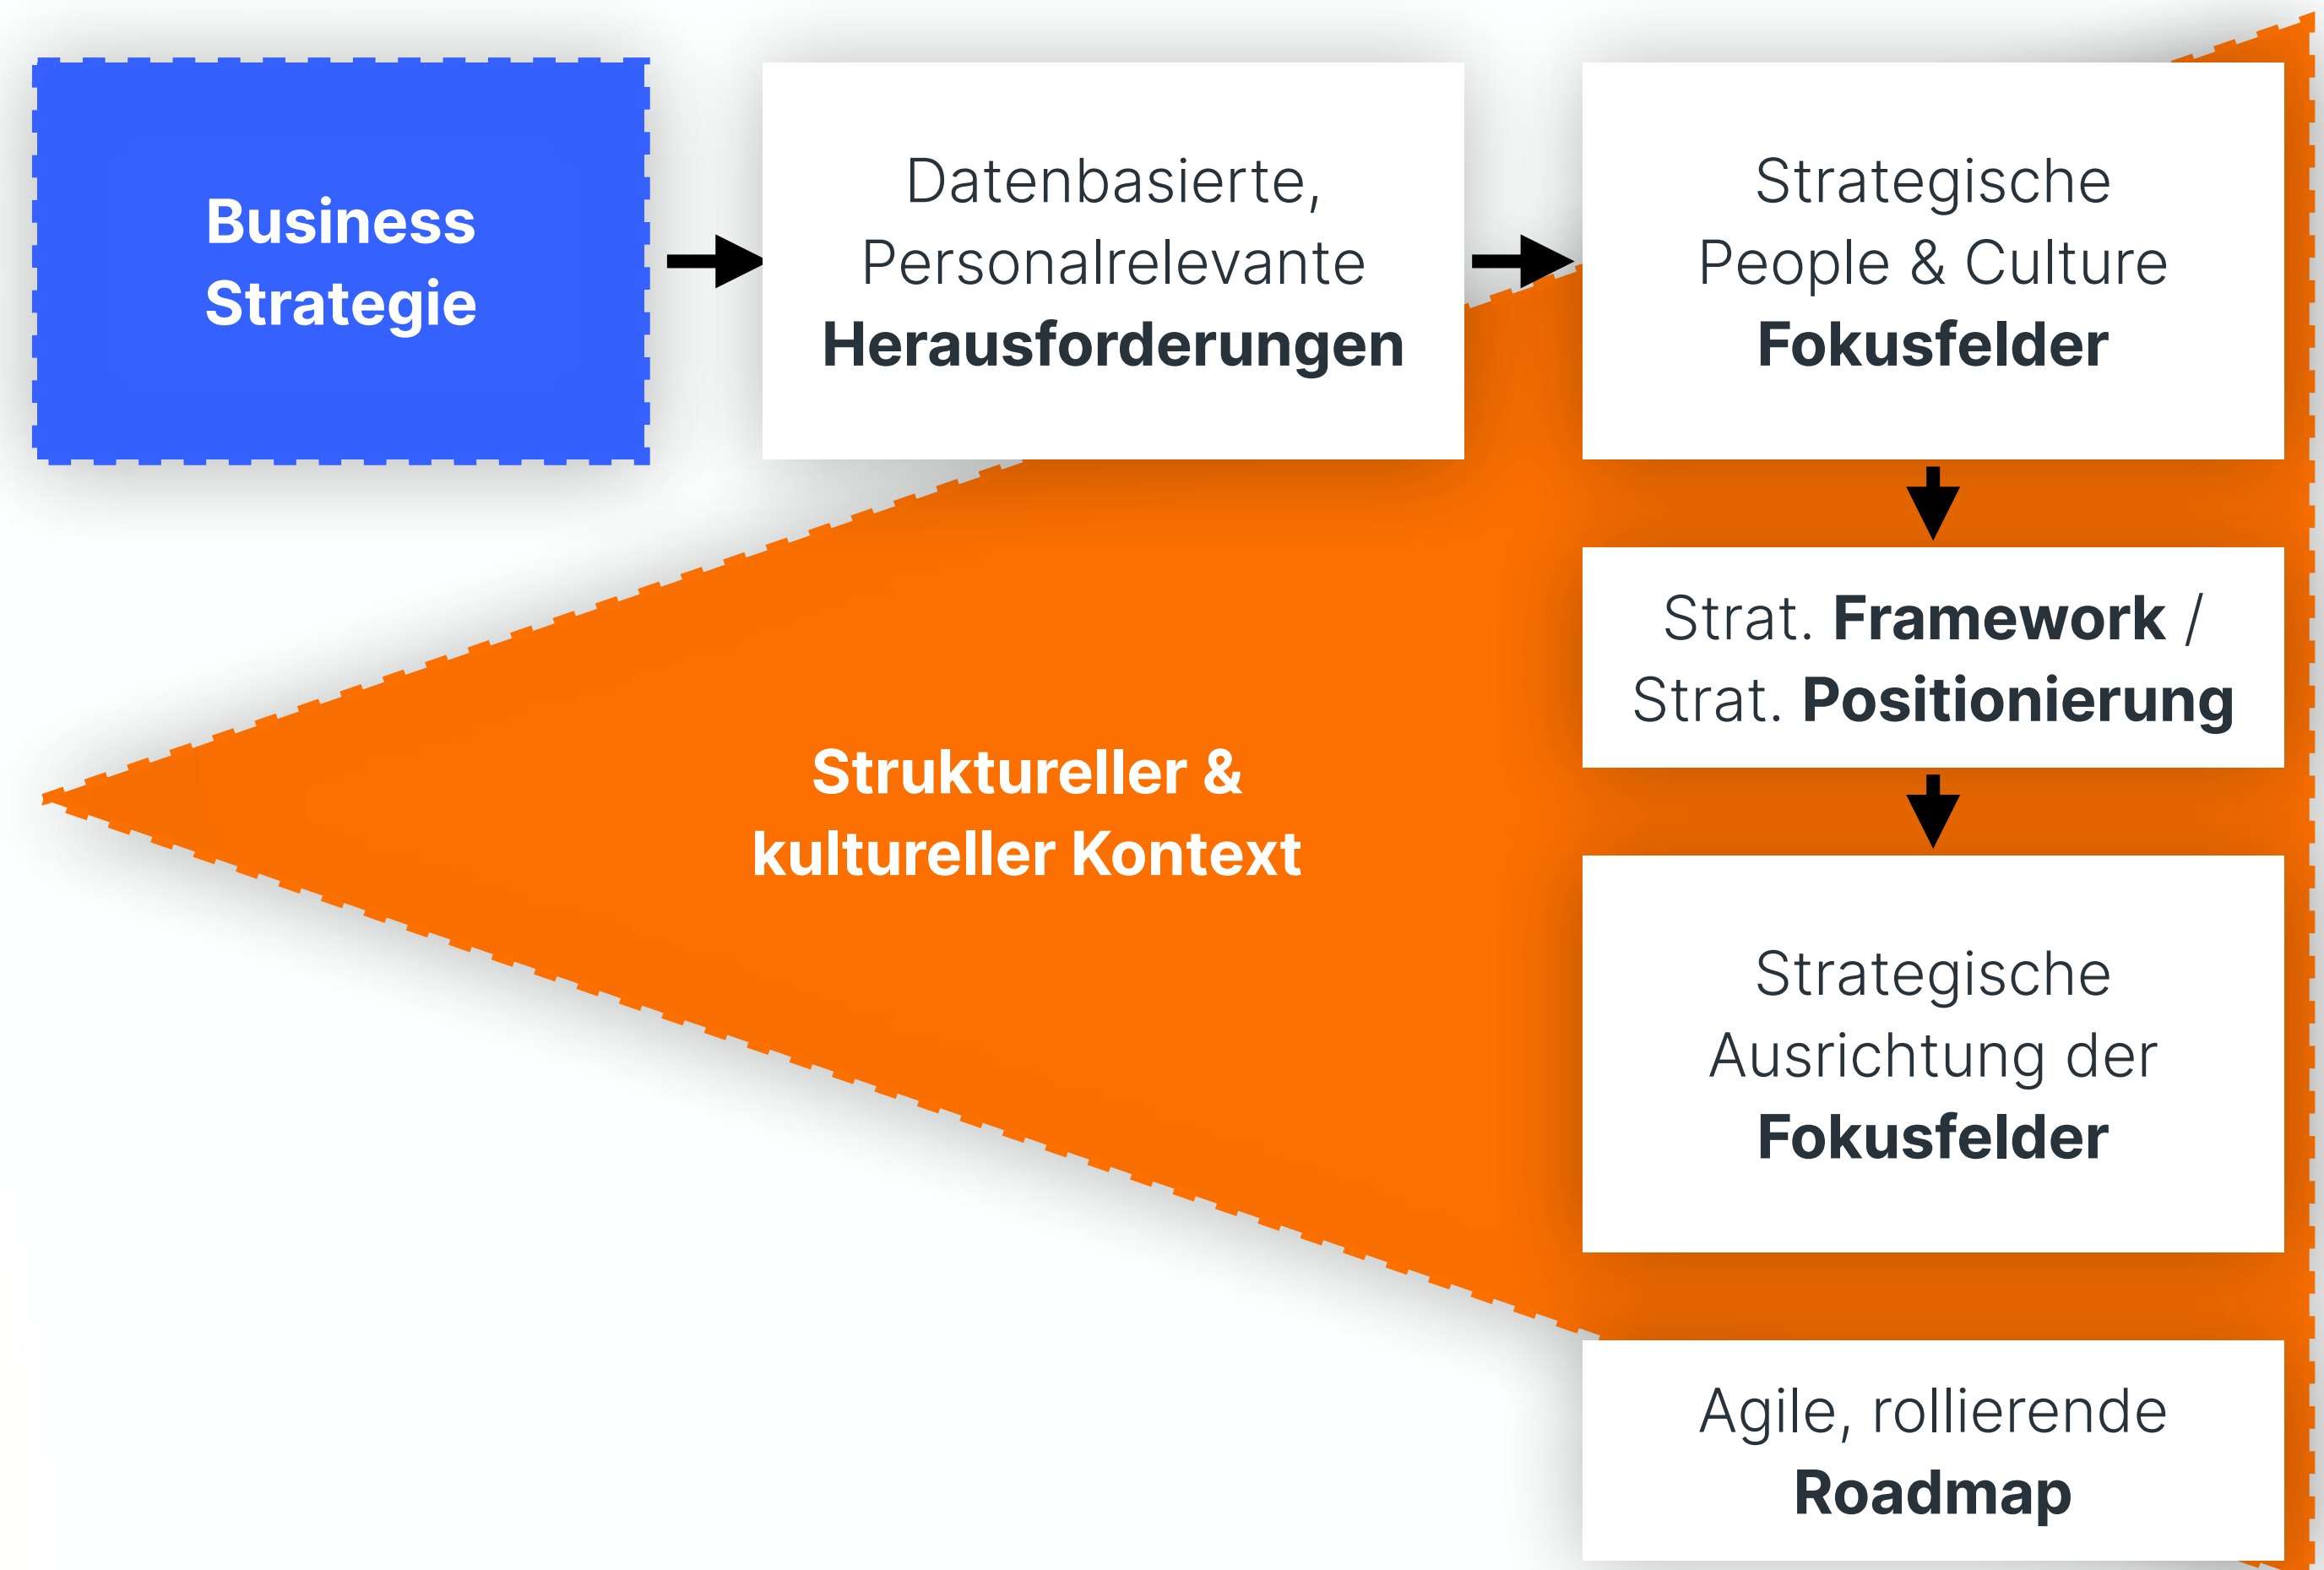 Business
Strategie
Datenbasierte,
Personalrelevante
Herausforderungen
Strategische
People & Culture
Fokusfelder
Strat. Framework /
Strat. Positionierung
Struktureller &
kultureller Kontext
Strategische
Ausrichtung der
Fokusfelder
Agile, rollierende
Roadmap